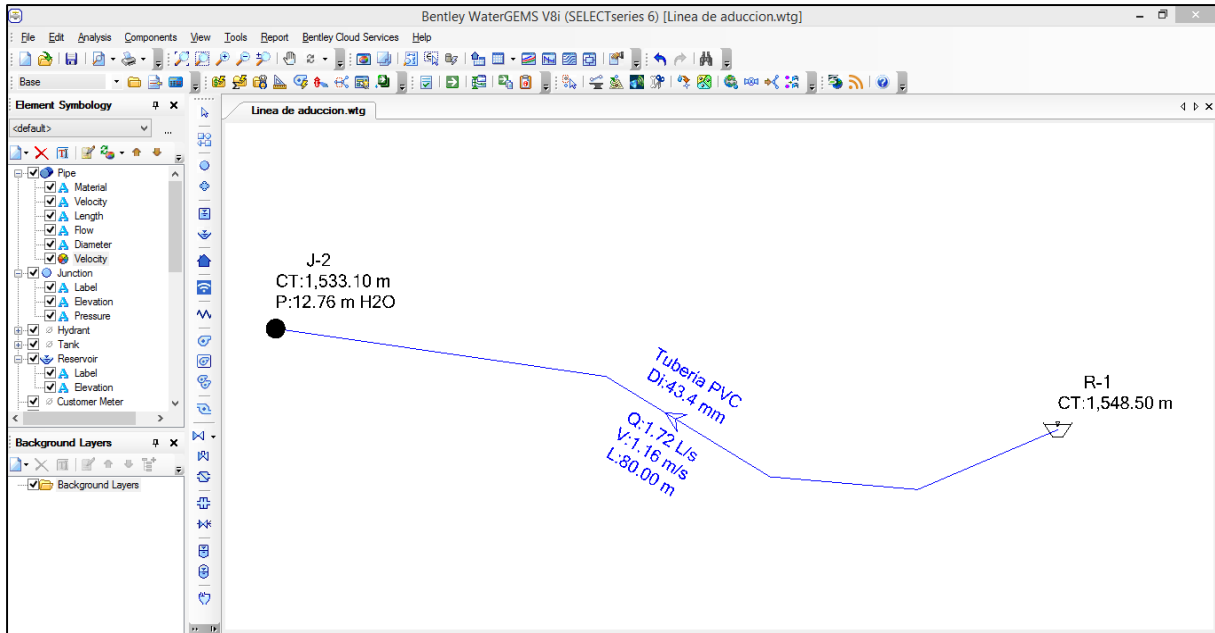 Bentley WaterGEMS V8i (SELECTseries 6) [Linea de aduccion.wtg]
File Edit Analysis Components View Tools Report Bentley Cloud Services Help
Base
Element Symbology
<default>
...
Pipe
Material
Velocity
Length
Flow
Diameter
Velocity
Junction
Label
Elevation
Pressure
Hydrant
Tank
Reservoir
Label
Elevation
Customer Meter
Background Layers
Background Layers
Linea de aduccion.wtg
J-2
CT:1,533.10 m
P:12.76 m H2O
Tuberia PVC
Di:43.4 mm
Q:1.72 L/s
V:1.16 m/s
L:80.00 m
R-1
CT:1,548.50 m